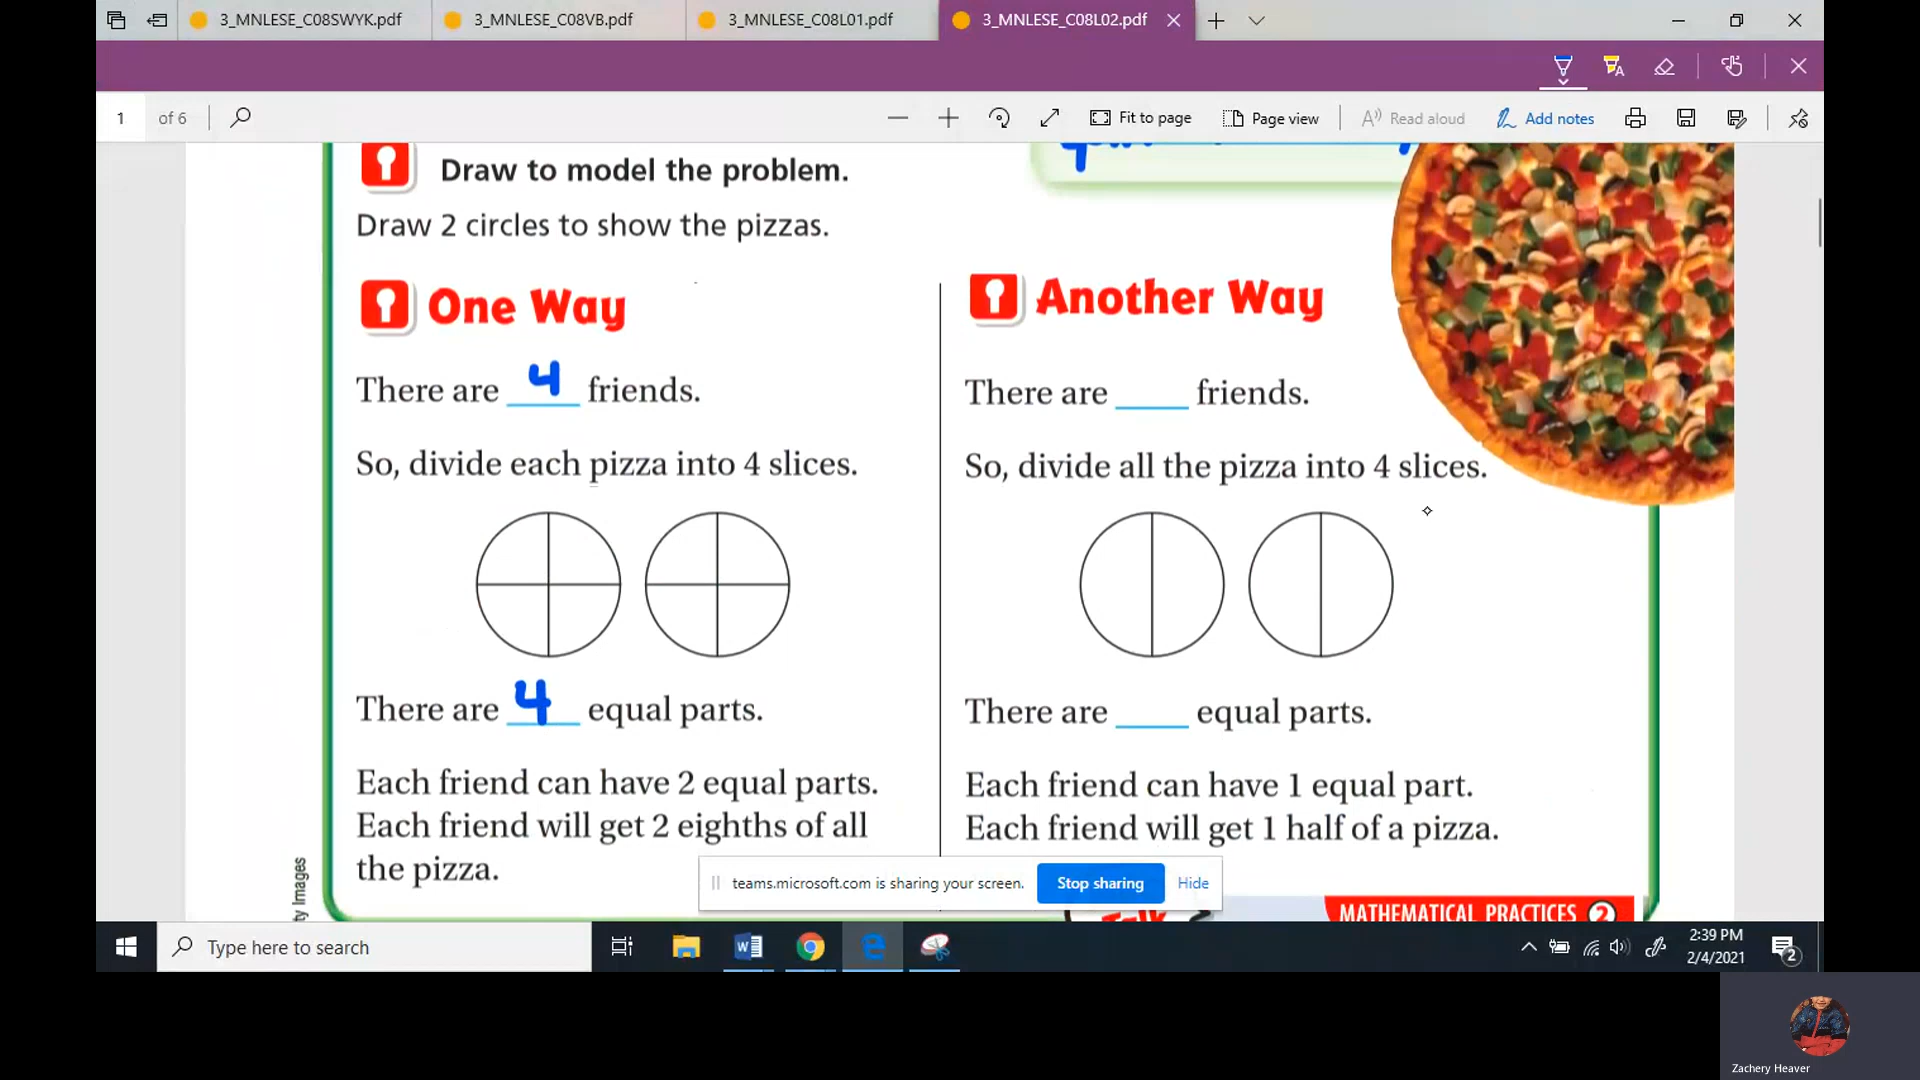 3_MNLESE_C08SWYK.pdf
3_MNLESE_C08VB.pdf
3_MNLESE_C08L01.pdf
3_MNLESE_C08L02.pdf
1 of 6
Fit to page
Page view
Read aloud
Add notes
Draw to model the problem.
Draw 2 circles to show the pizzas.
One Way
There are 4 friends.
So, divide each pizza into 4 slices.
There are 4 equal parts.
Each friend can have 2 equal parts.
Each friend will get 2 eighths of all
the pizza.
Another Way
There are ____ friends.
So, divide all the pizza into 4 slices.
There are ____ equal parts.
Each friend can have 1 equal part.
Each friend will get 1 half of a pizza.
ty Images
teams.microsoft.com is sharing your screen.
Stop sharing
Hide
Talk
MATHEMATICAL PRACTICES 2
Type here to search
2:39 PM
2/4/2021
2
Zachery Heaver